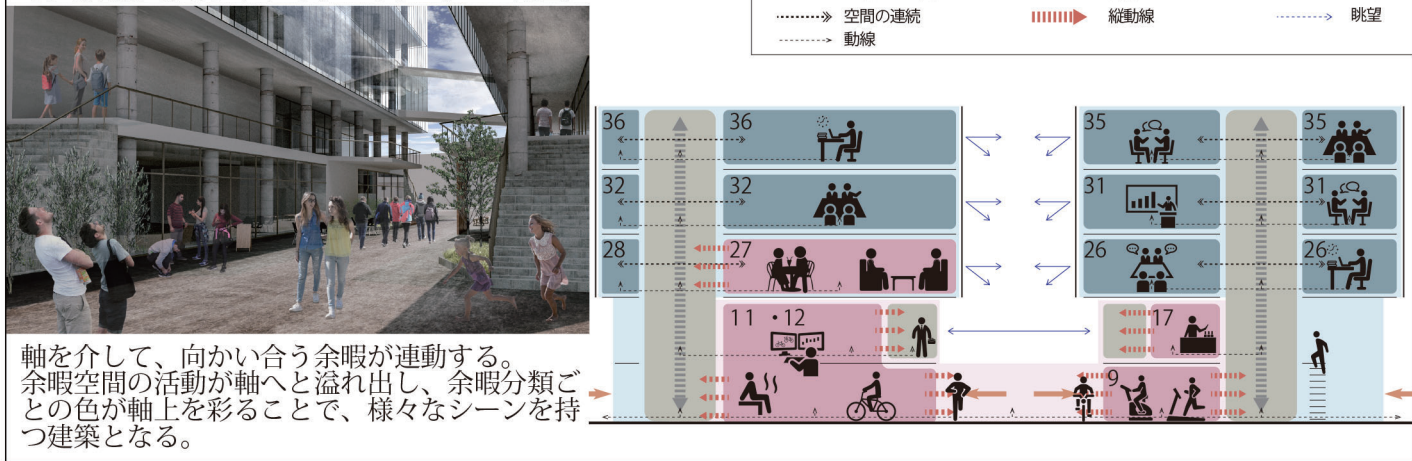 空間の連続
縦動線
眺望
動線
36
36
35
35
32
32
31
31
28
27
26
26
11・12
17
9
軸を介して、向かい合う余暇が連動する。
余暇空間の活動が軸へと溢れ出し、余暇分類ご
との色が軸上を彩ることで、様々なシーンを持
つ建築となる。